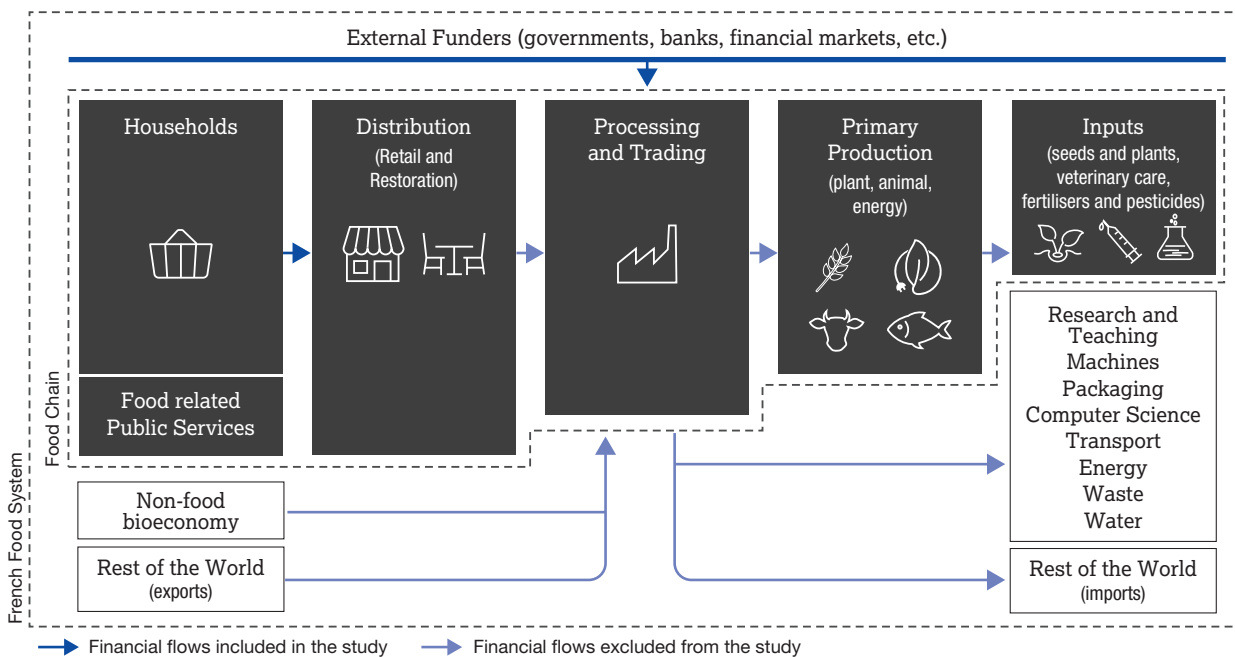 External Funders (governments, banks, financial markets, etc.)
Households
Food related
Public Services
Distribution
(Retail and
Restoration)
Processing
and Trading
Primary
Production
(plant, animal,
energy)
Inputs
(seeds and plants,
veterinary care,
fertilisers and pesticides)
Research and
Teaching
Machines
Packaging
Computer Science
Transport
Energy
Waste
Water
Food Chain
French Food System
Non-food
bioeconomy
Rest of the World
(exports)
Rest of the World
(imports)
Financial flows included in the study
Financial flows excluded from the study